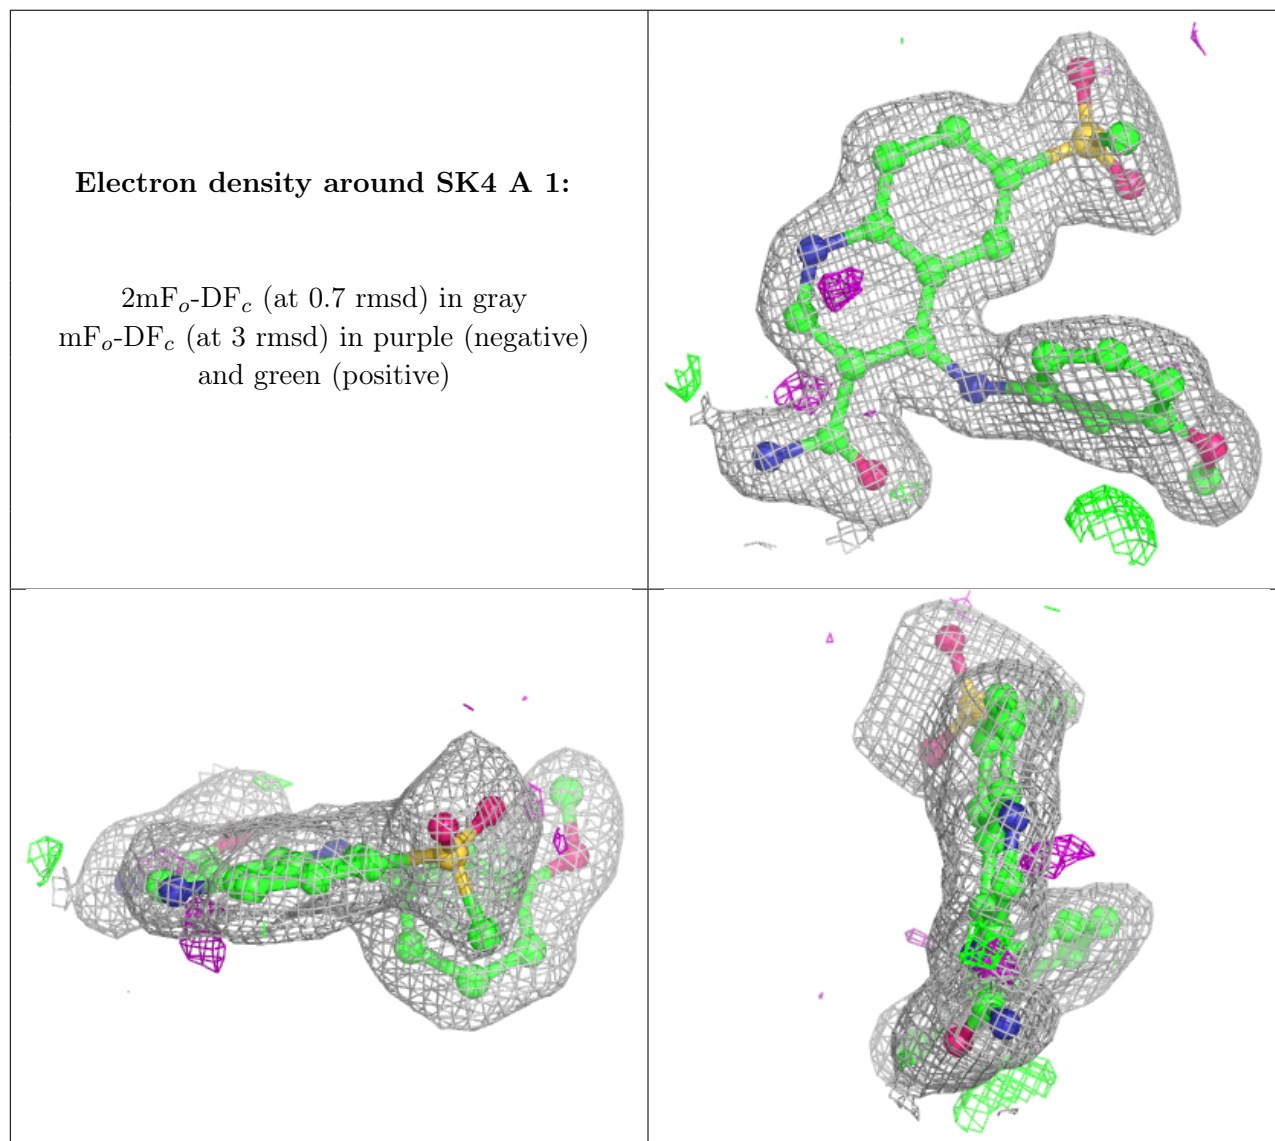 Electron density around SK4 A 1:
2mFo-DFc (at 0.7 rmsd) in gray
mFo-DFc (at 3 rmsd) in purple (negative)
and green (positive)